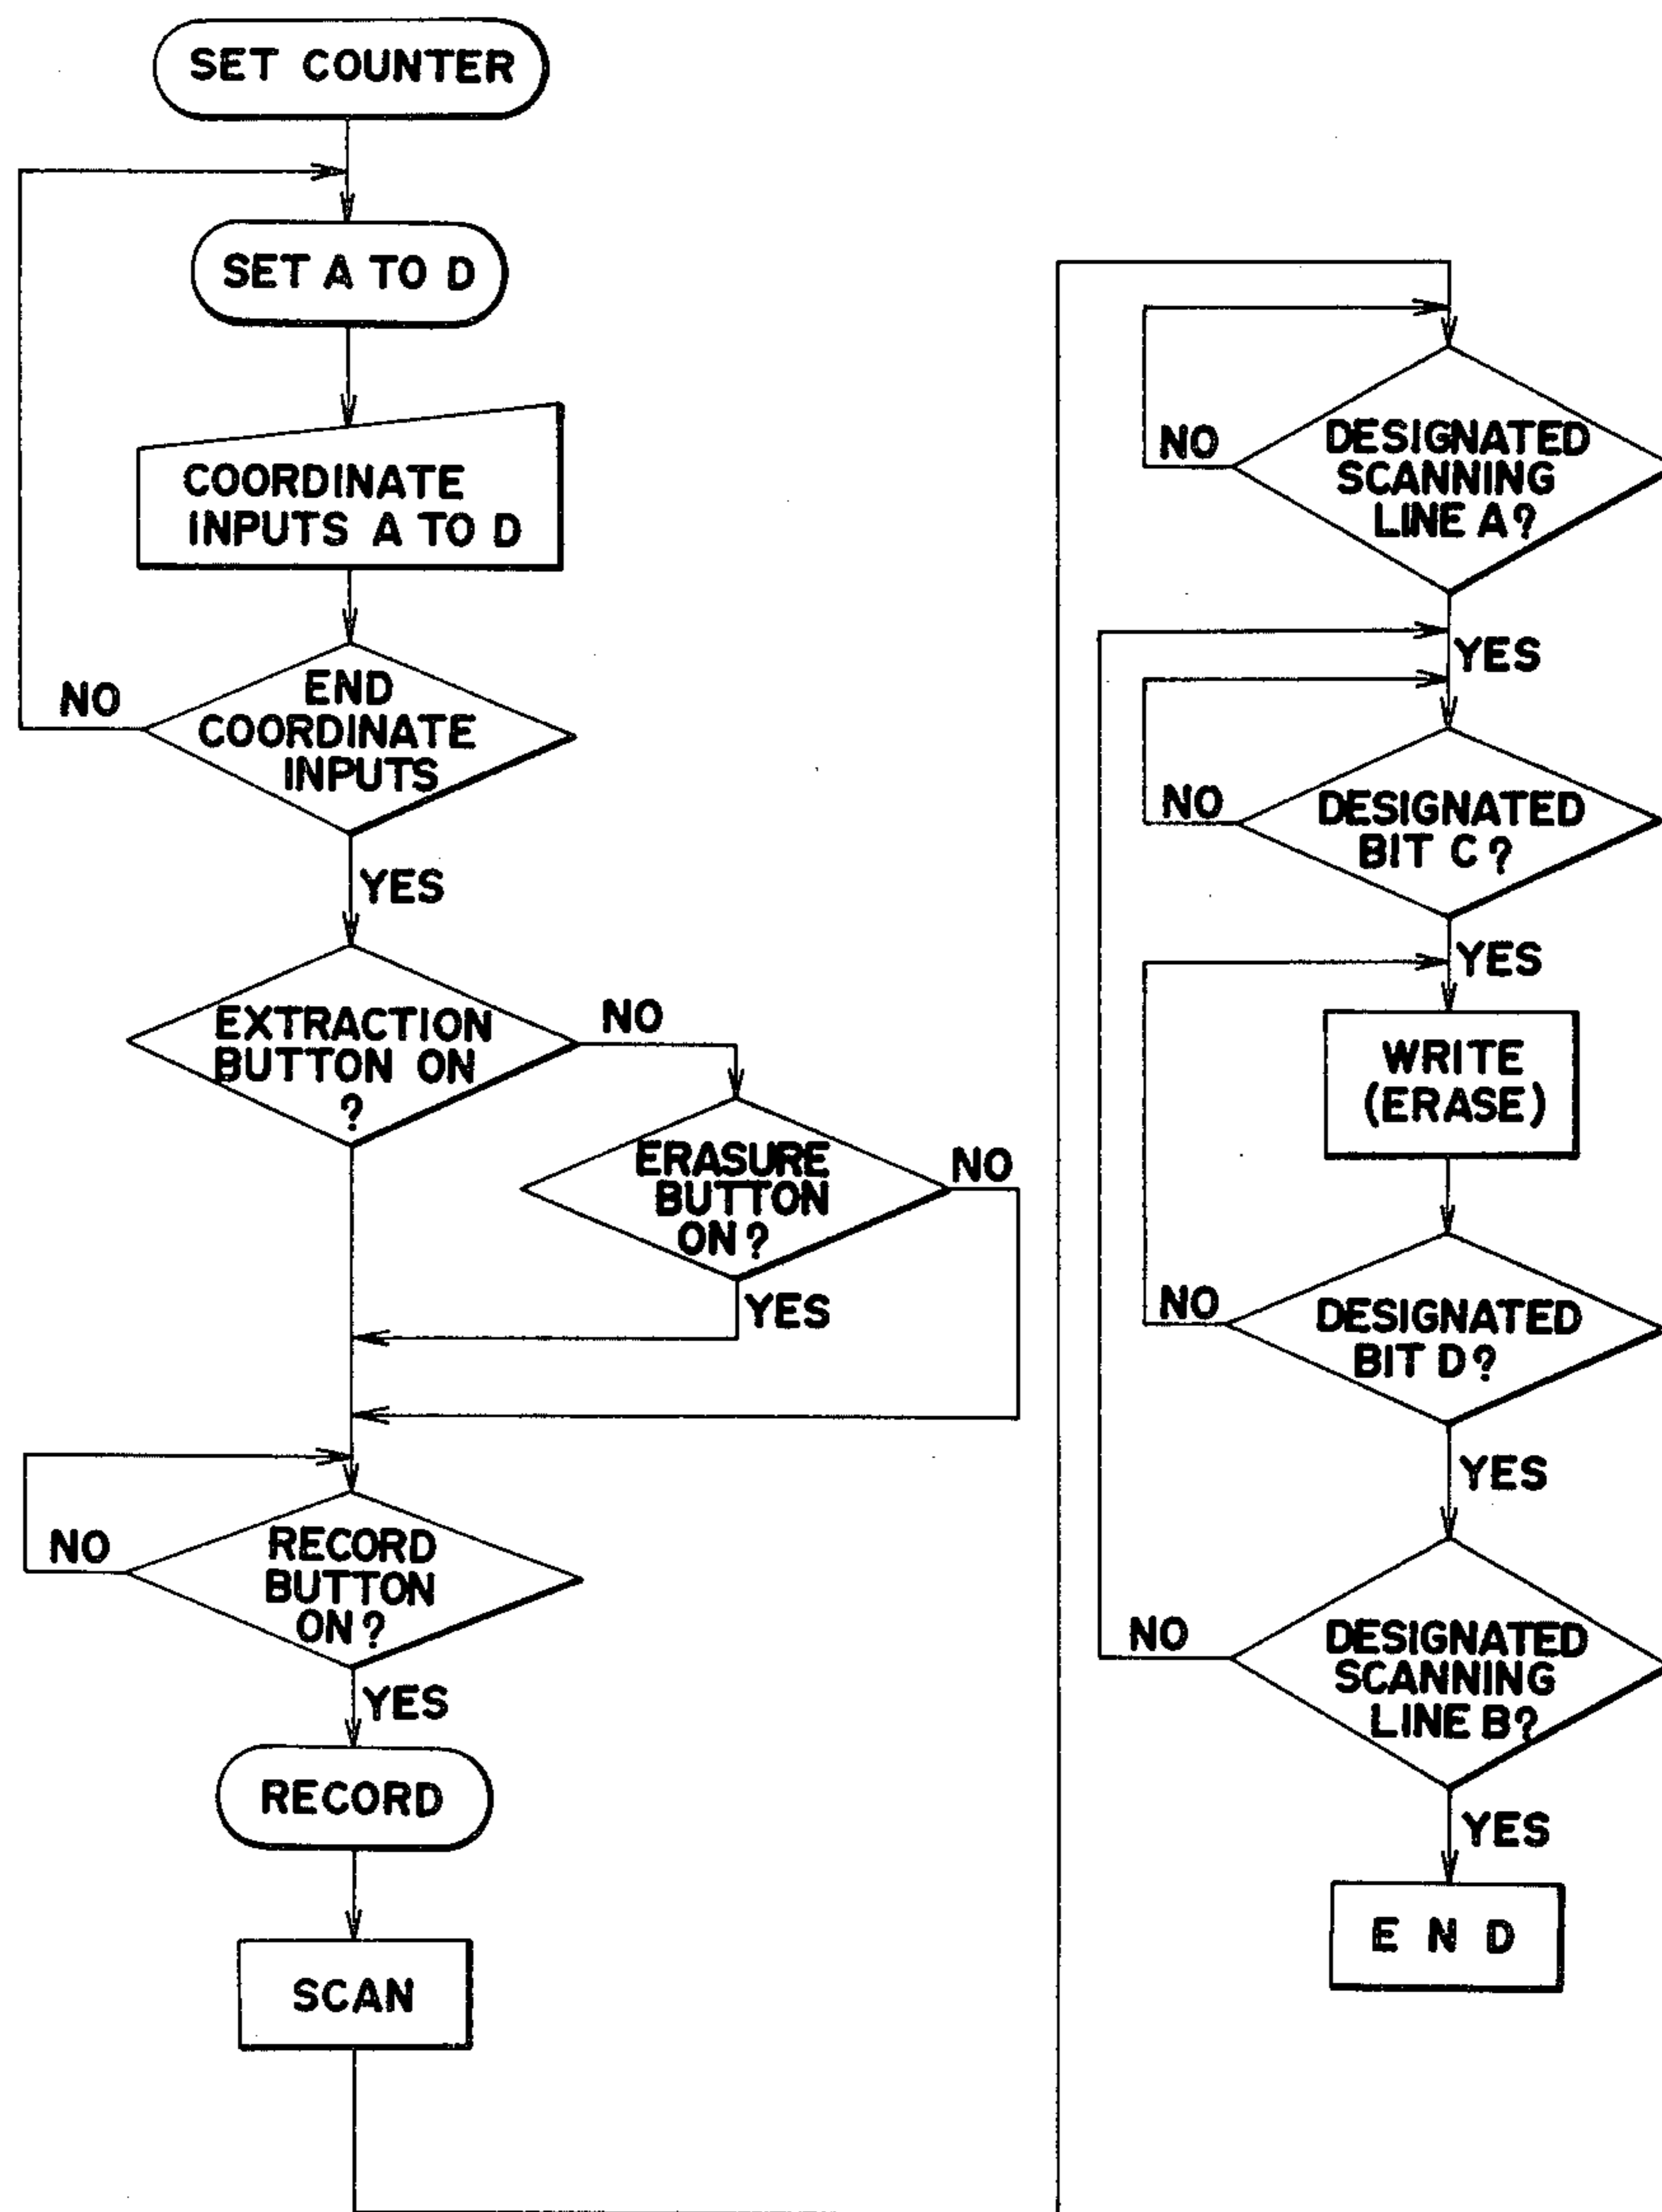 SET COUNTER
SET A TO D
COORDINATE
INPUTS A TO D
END
COORDINATE
INPUTS
NO
YES
EXTRACTION
BUTTON ON
?
NO
ERASURE
BUTTON
ON?
NO
YES
RECORD
BUTTON
ON?
NO
YES
RECORD
SCAN
DESIGNATED
SCANNING
LINE A?
NO
YES
DESIGNATED
BIT C?
NO
YES
WRITE
(ERASE)
DESIGNATED
BIT D?
NO
YES
DESIGNATED
SCANNING
LINE B?
NO
YES
END